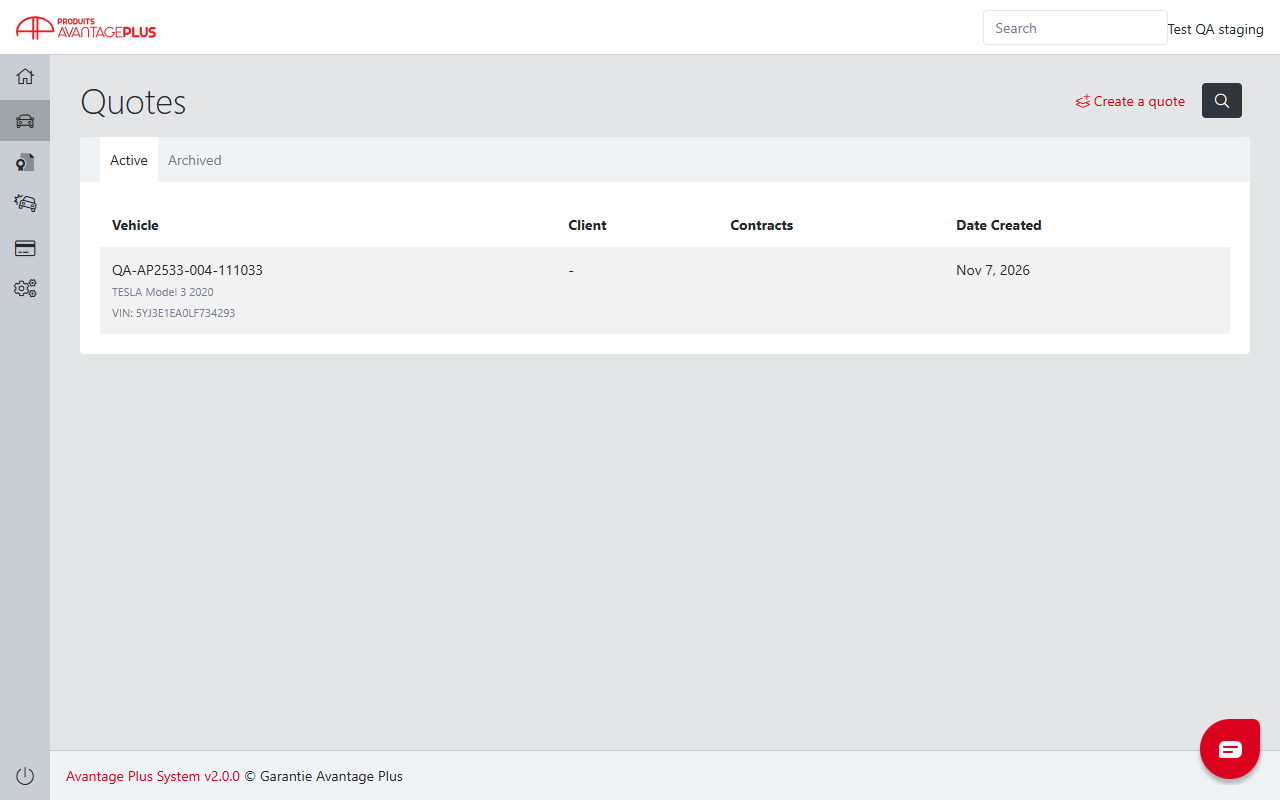 PRODUITS
AVANTAGEPLUS
Search
Test QA staging
Quotes
Create a quote
Active
Archived
Vehicle
Client
Contracts
Date Created
QA-AP2533-004-111033
-
Nov 7, 2026
TESLA Model 3 2020
VIN: 5YJ3E1EA0LF734293
Avantage Plus System v2.0.0 © Garantie Avantage Plus